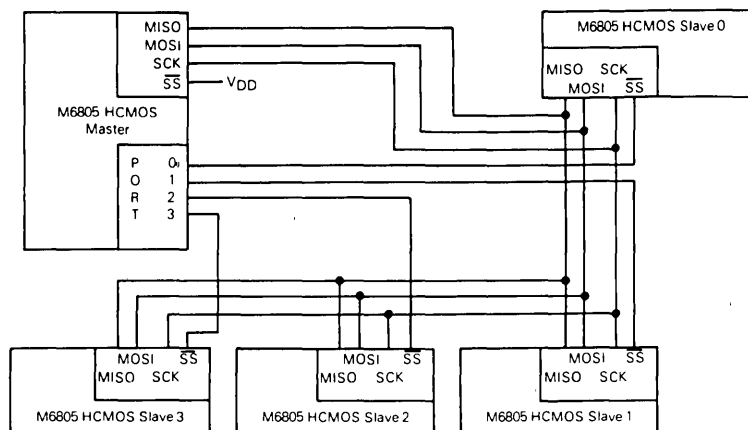 MISO
MOSI
SCK
SS
VDD
M6805 HCMOS
Master
P 0
O 1
R 2
T 3
M6805 HCMOS Slave 0
MISO SCK
MOSI SS
MOSI SS
MISO SCK
M6805 HCMOS Slave 3
MOSI SS
MISO SCK
M6805 HCMOS Slave 2
MOSI SS
MISO SCK
M6805 HCMOS Slave 1